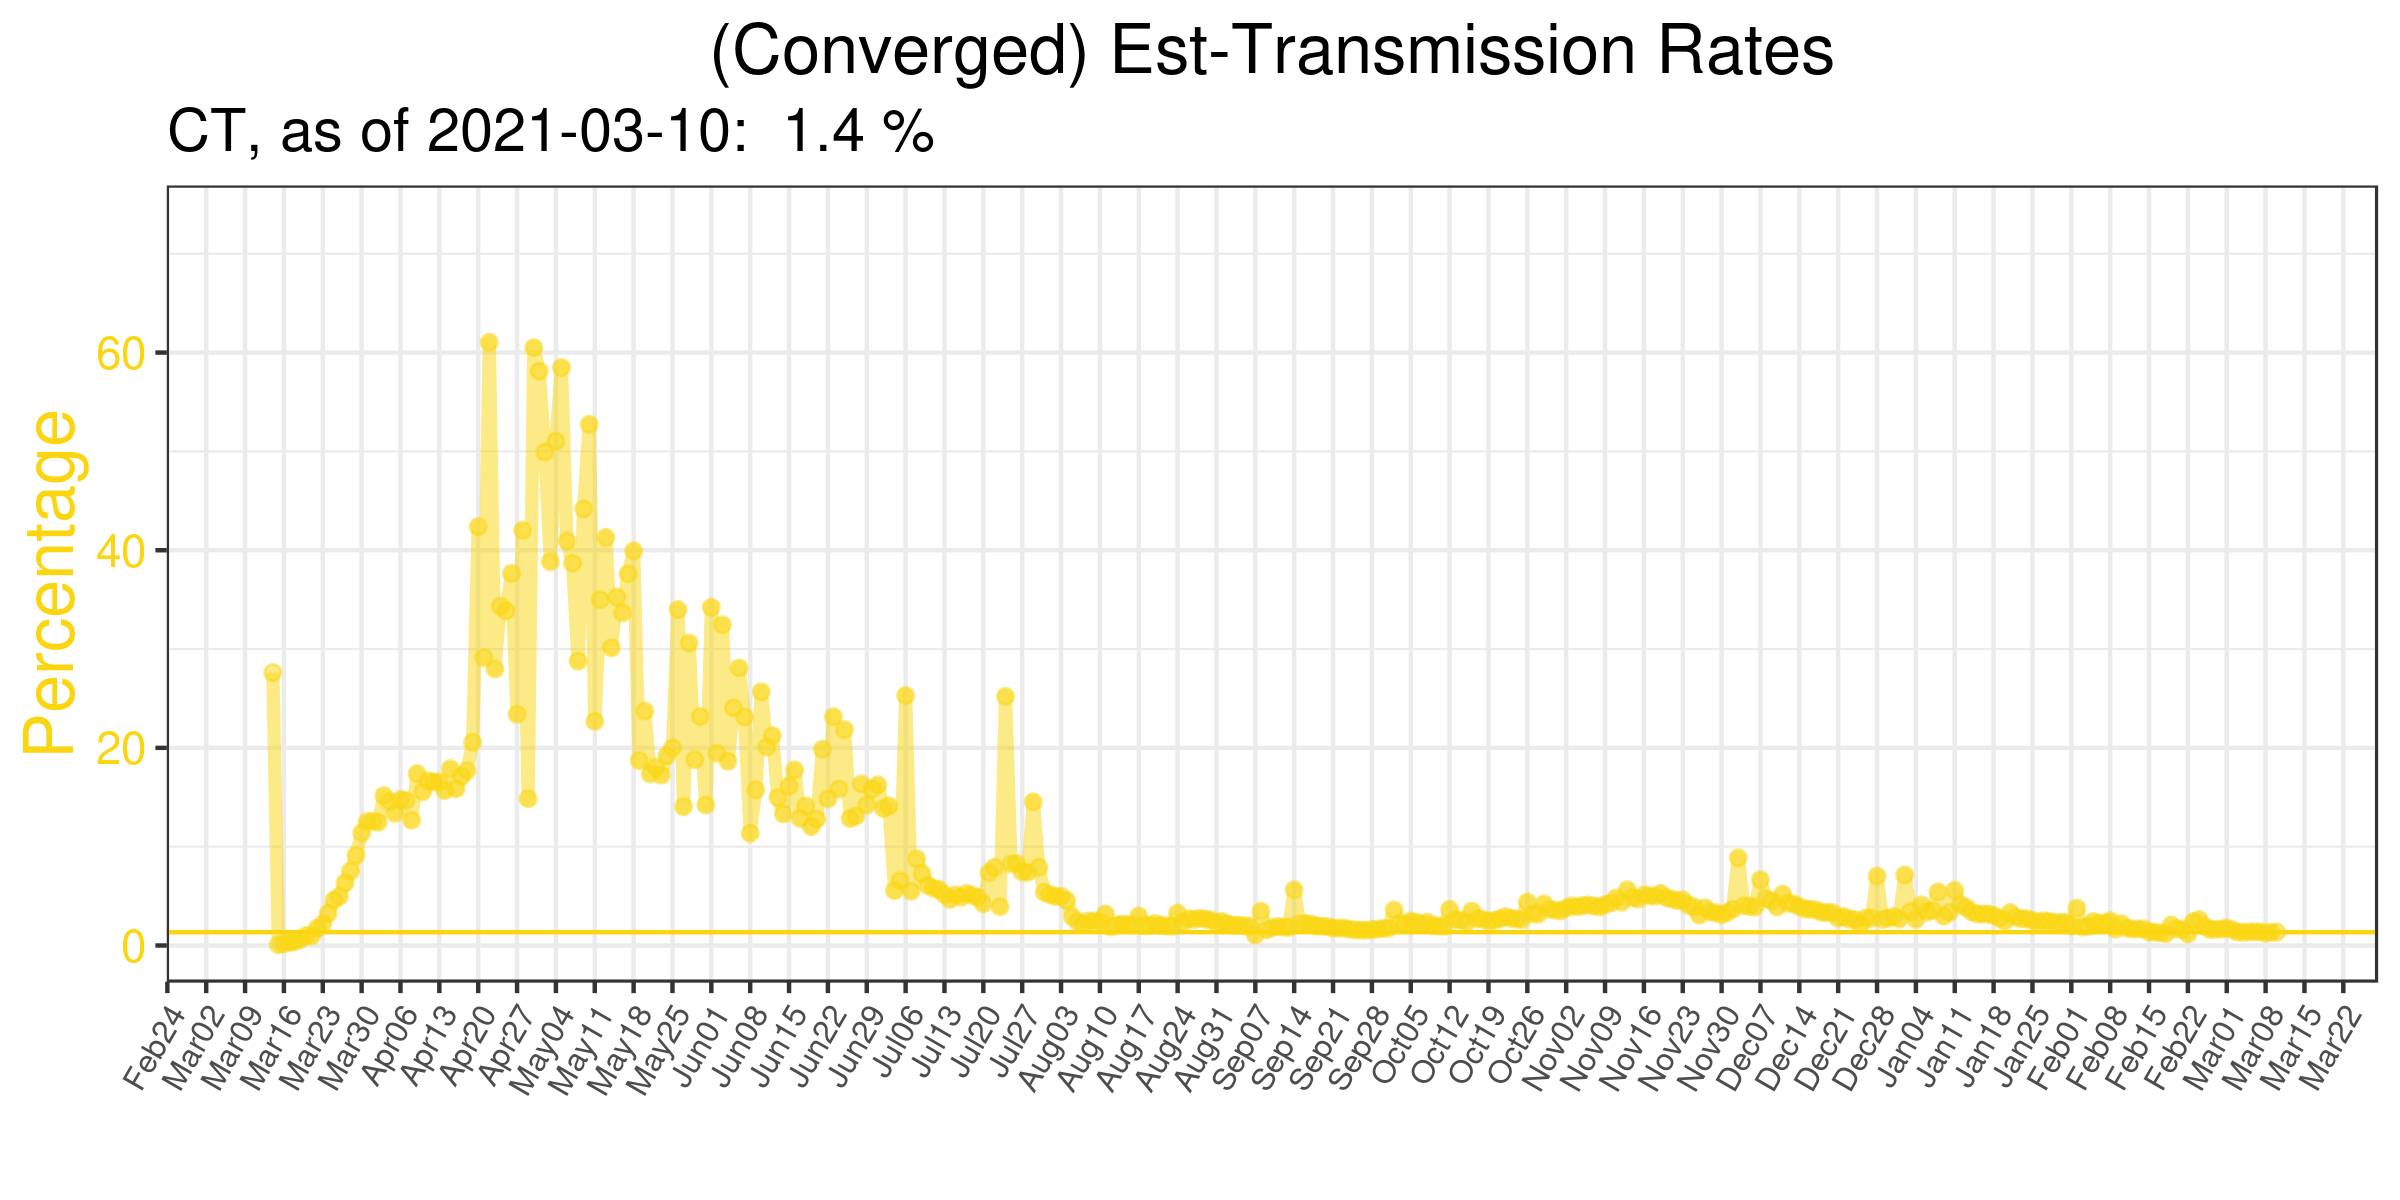 (Converged) Est-Transmission Rates
CT, as of 2021-03-10:  1.4 %
Percentage
60
40
20
0
Feb24
Mar02
Mar09
Mar16
Mar23
Mar30
Apr06
Apr13
Apr20
Apr27
May04
May11
May18
May25
Jun01
Jun08
Jun15
Jun22
Jun29
Jul06
Jul13
Jul20
Jul27
Aug03
Aug10
Aug17
Aug24
Aug31
Sep07
Sep14
Sep21
Sep28
Oct05
Oct12
Oct19
Oct26
Nov02
Nov09
Nov16
Nov23
Nov30
Dec07
Dec14
Dec21
Dec28
Jan04
Jan11
Jan18
Jan25
Feb01
Feb08
Feb15
Feb22
Mar01
Mar08
Mar15
Mar22